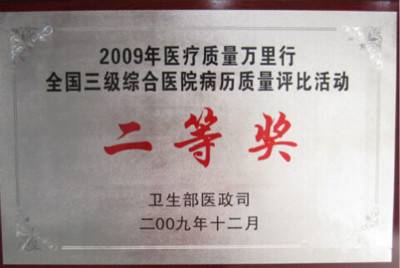 2009年医疗质量万里行
全国三级综合医院病历质量评比活动
二等奖
卫生部医政司
二00九年十二月